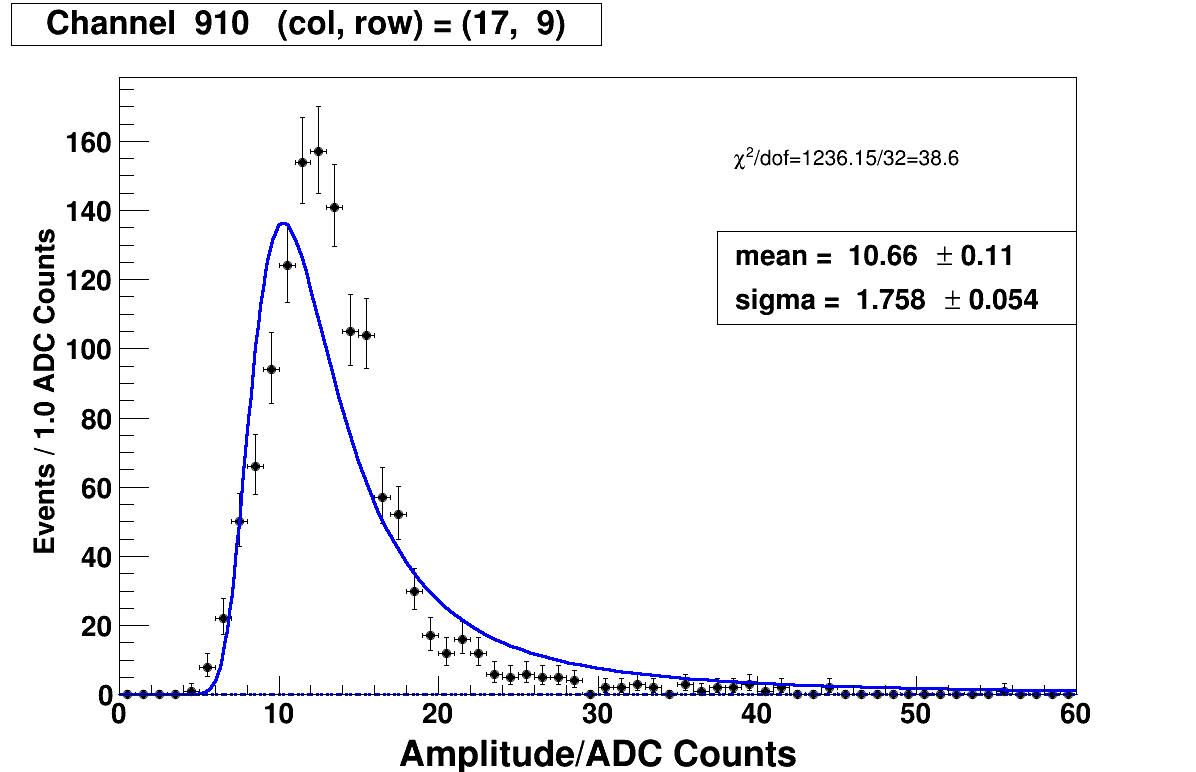 Channel 910 (col, row) = (17, 9)
χ²/dof=1236.15/32=38.6
mean = 10.66 ± 0.11
sigma = 1.758 ± 0.054
Events / 1.0 ADC Counts
160
140
120
100
80
60
40
20
0
0 10 20 30 40 50 60
Amplitude/ADC Counts